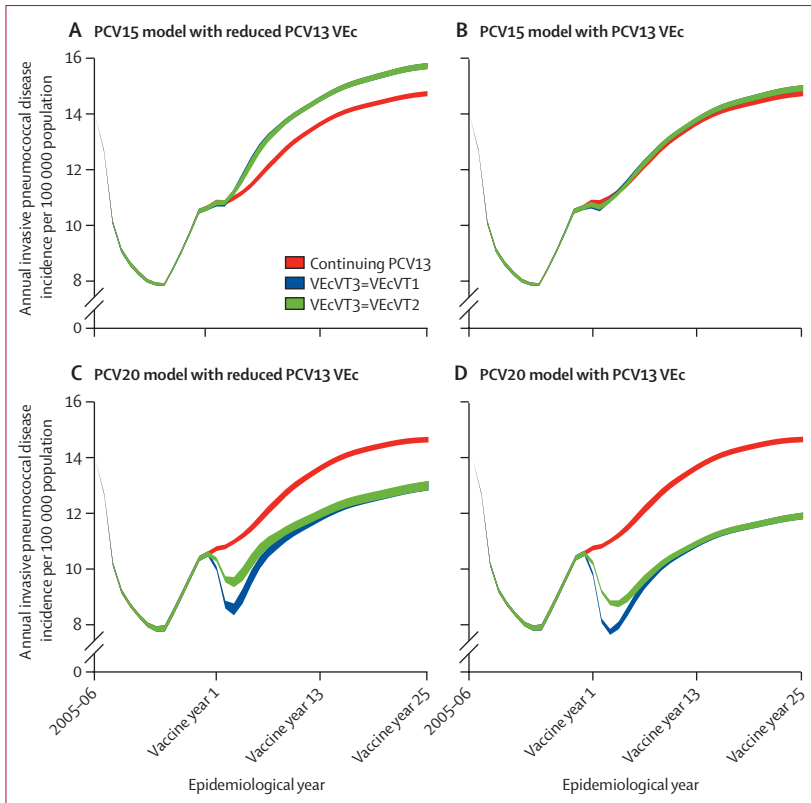 A PCV15 model with reduced PCV13 VEc
B PCV15 model with PCV13 VEc
Annual invasive pneumococcal disease
incidence per 100 000 population
16
14
12
10
8
0
Continuing PCV13
VEcVT3=VEcVT1
VEcVT3=VEcVT2
C PCV20 model with reduced PCV13 VEc
D PCV20 model with PCV13 VEc
Annual invasive pneumococcal disease
incidence per 100 000 population
16
14
12
10
8
0
2005–06
Vaccine year 1
Vaccine year 13
Vaccine year 25
2005–06
Vaccine year 1
Vaccine year 13
Vaccine year 25
Epidemiological year
Epidemiological year